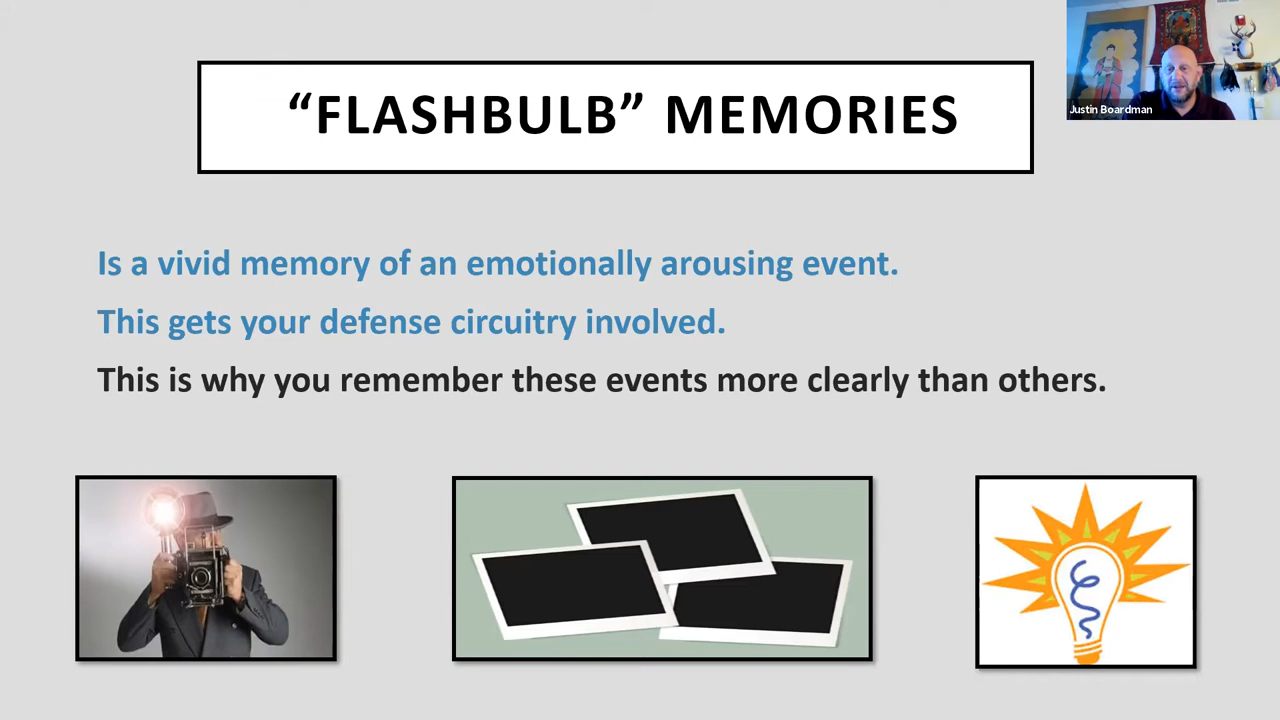 “FLASHBULB” MEMORIES
Justin Boardman
Is a vivid memory of an emotionally arousing event.
This gets your defense circuitry involved.
This is why you remember these events more clearly than others.